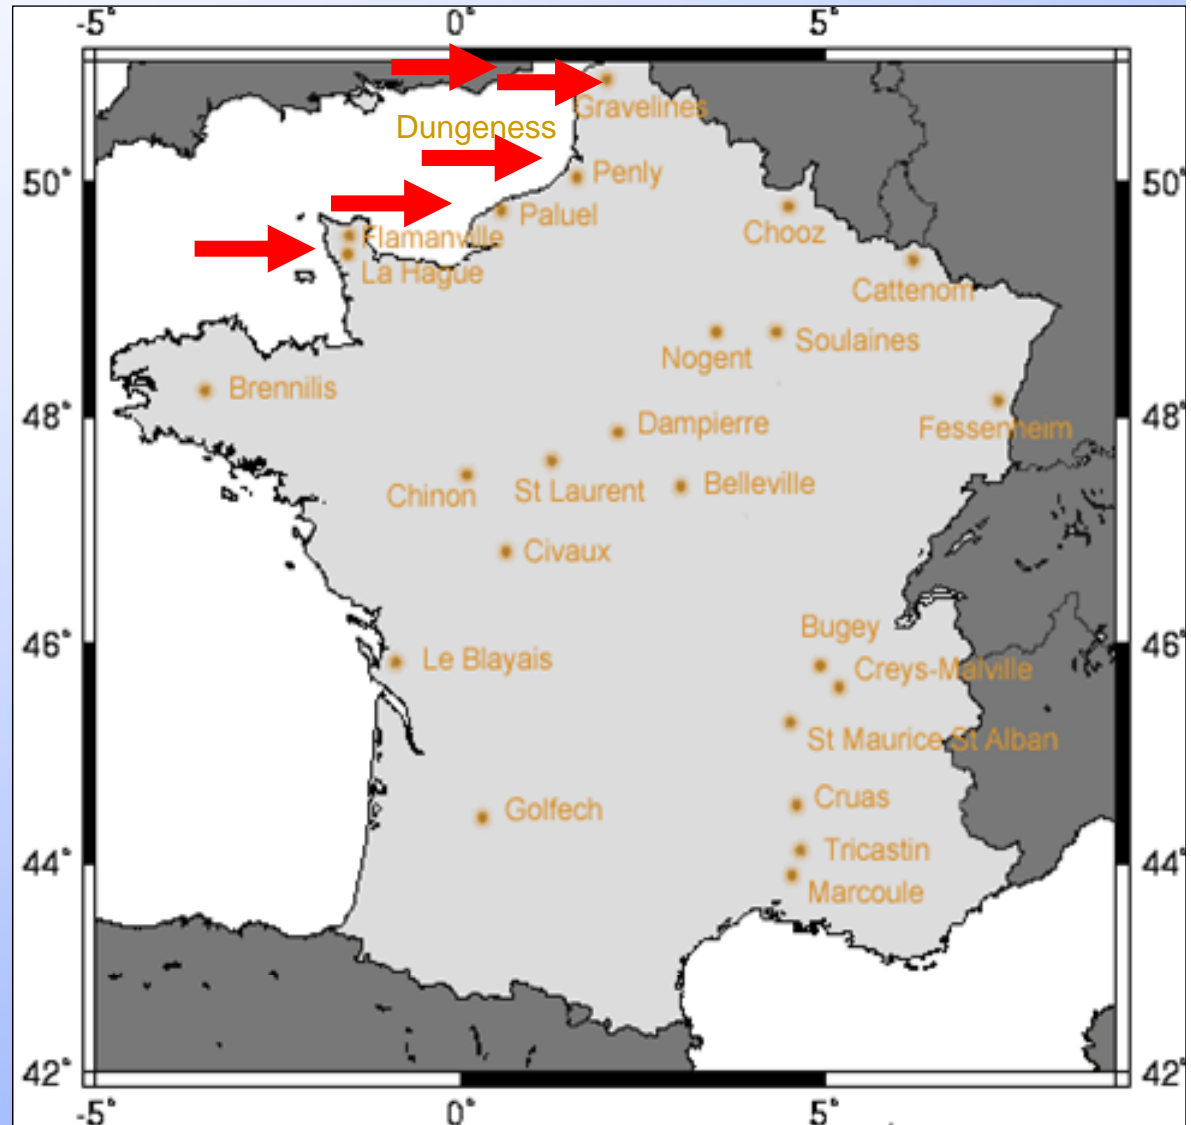 -5°
0°
5°
Gravelines
Dungeness
Penly
50°
50°
Paluel
Chooz
Flamanville
La Hague
Cattenom
Soulaines
Nogent
Brennilis
48°
48°
Dampierre
Fessenheim
Chinon
St Laurent
Belleville
Civaux
Bugey
46°
46°
Le Blayais
Creys-Malville
St Maurice St Alban
Cruas
Golfech
Tricastin
44°
44°
Marcoule
42°
42°
-5°
0°
5°